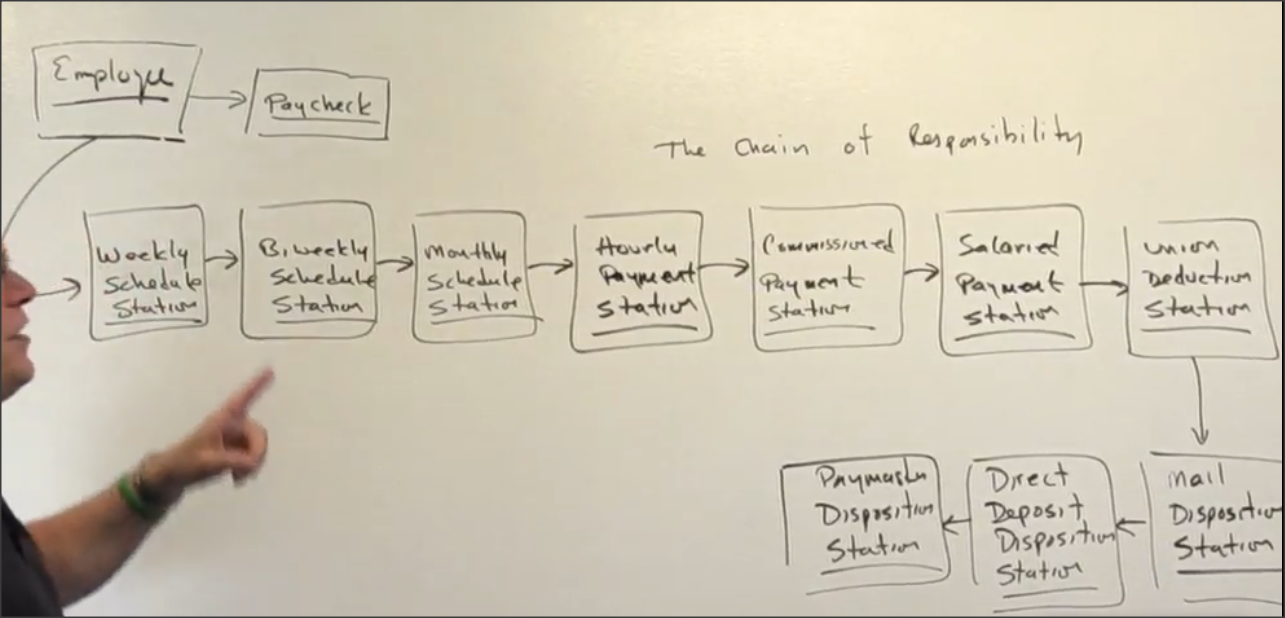 Employee
Paycheck
The Chain of Responsibility
Weekly
Schedule
Station
Biweekly
Schedule
Station
Monthly
Schedule
Station
Hourly
Payment
Station
Commissioned
Payment
Station
Salaried
Payment
Station
Union
Deduction
Station
Mail
Disposition
Station
Direct
Deposit
Disposition
Station
Paymaster
Disposition
Station